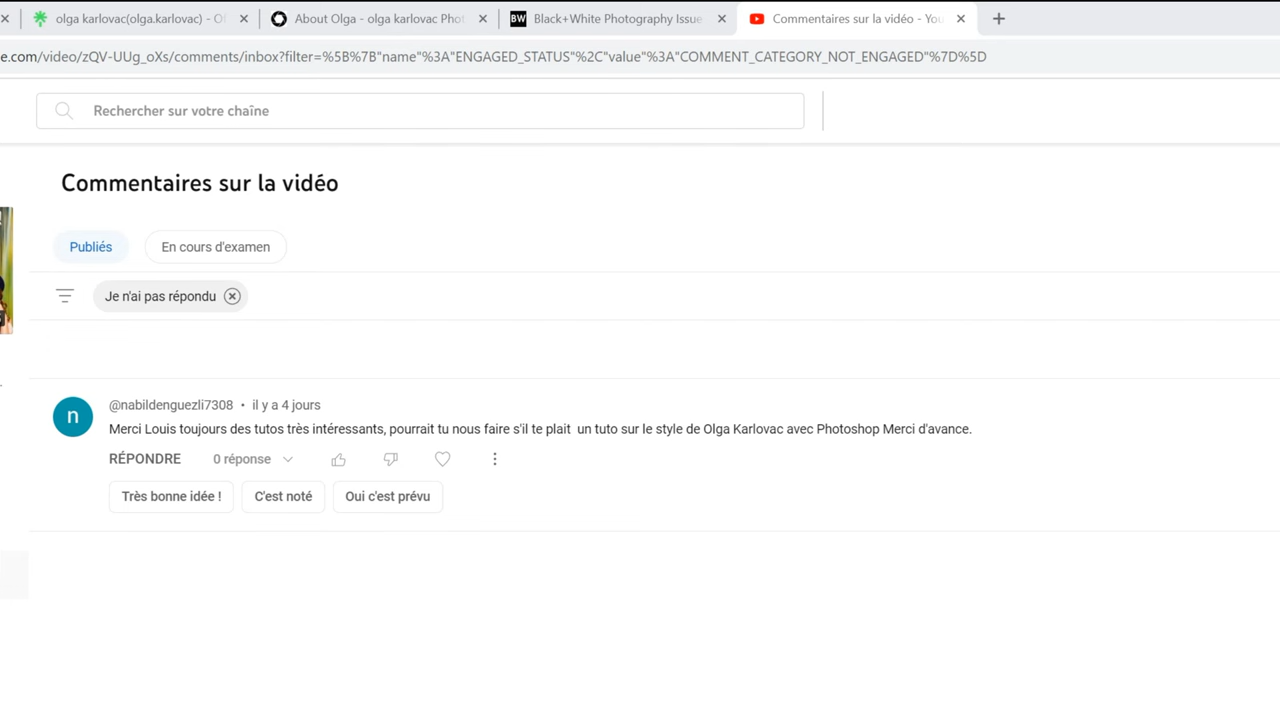 olga karlovac(olga.karlovac) - Of
About Olga - olga karlovac Phot
BW Black+White Photography Issue
Commentaires sur la vidéo - You
e.com/video/zQV-UUg_oXs/comments/inbox?filter=%5B%7B"name"%3A"ENGAGED_STATUS"%2C"value"%3A"COMMENT_CATEGORY_NOT_ENGAGED"%7D%5D
Rechercher sur votre chaîne
Commentaires sur la vidéo
Publiés
En cours d'examen
Je n'ai pas répondu
n
@nabildenguezli7308 • il y a 4 jours
Merci Louis toujours des tutos très intéressants, pourrait tu nous faire s'il te plait un tuto sur le style de Olga Karlovac avec Photoshop Merci d'avance.
RÉPONDRE 0 réponse
Très bonne idée ! C'est noté Oui c'est prévu